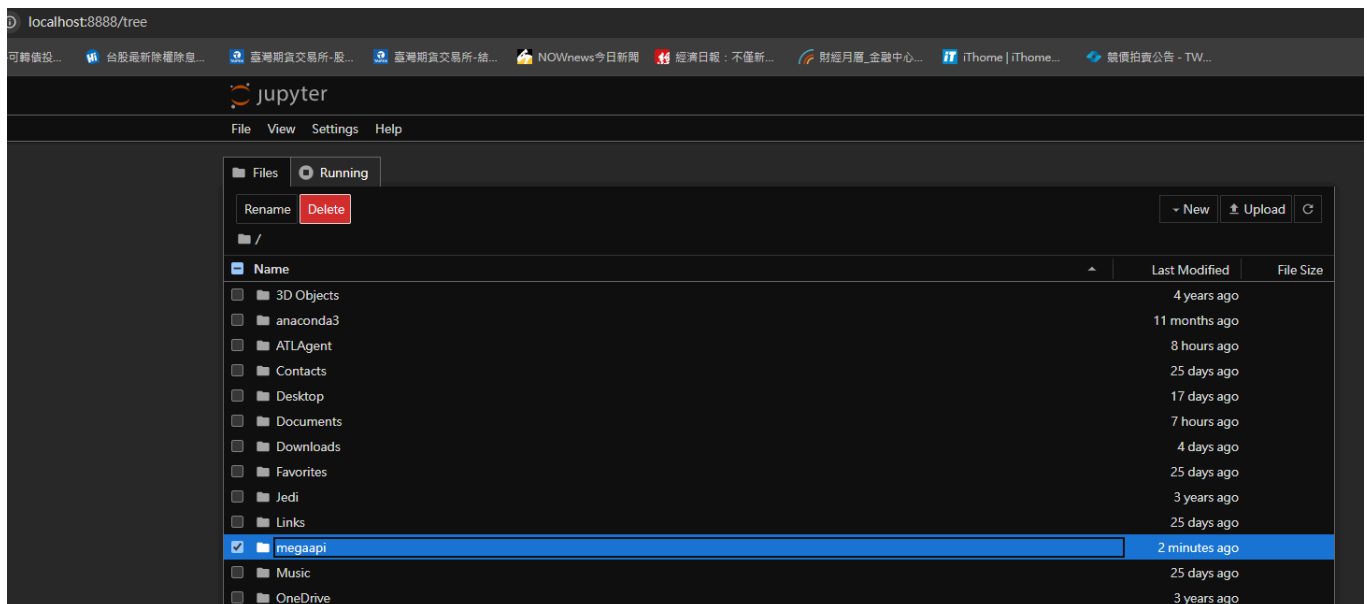 localhost:8888/tree
可轉債投... 台股最新除權除息... 臺灣期貨交易所-股... 臺灣期貨交易所-結... NOWnews今日新聞 經濟日報：不僅新... 財經月曆_金融中心... iThome | iThome... 競價拍賣公告 - TW...
jupyter
File View Settings Help
Files Running
Rename Delete New Upload
/
Name Last Modified File Size
3D Objects 4 years ago
anaconda3 11 months ago
ATLAgent 8 hours ago
Contacts 25 days ago
Desktop 17 days ago
Documents 7 hours ago
Downloads 4 days ago
Favorites 25 days ago
Jedi 3 years ago
Links 25 days ago
megaapi 2 minutes ago
Music 25 days ago
OneDrive 3 years ago